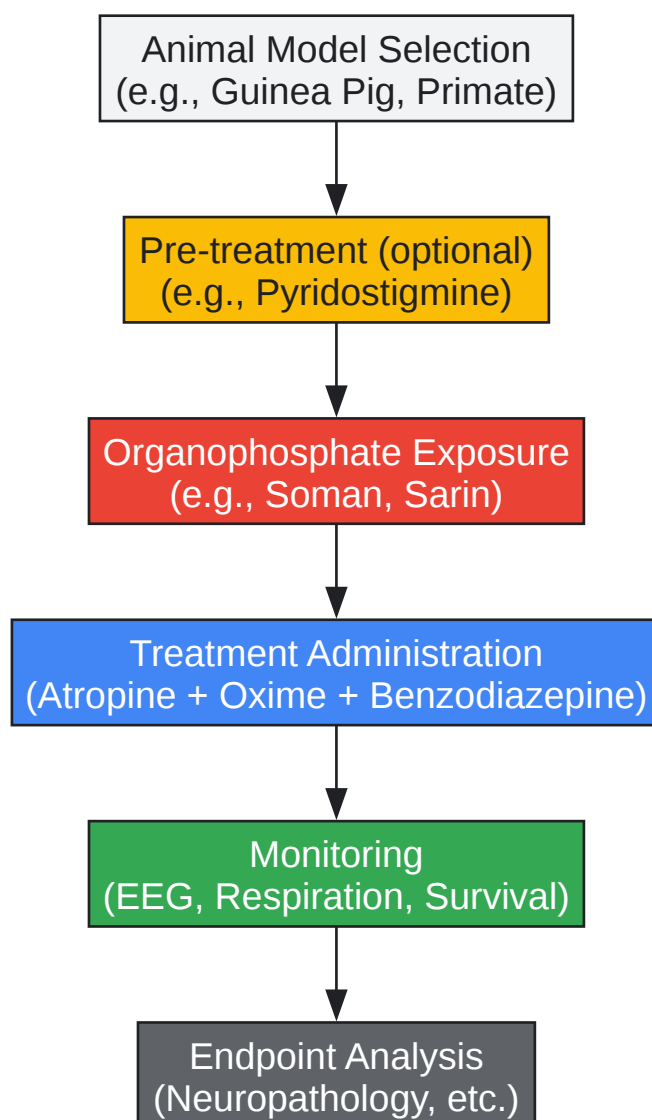 Animal Model Selection
(e.g., Guinea Pig, Primate)
Pre-treatment (optional)
(e.g., Pyridostigmine)
Organophosphate Exposure
(e.g., Soman, Sarin)
Treatment Administration
(Atropine + Oxime + Benzodiazepine)
Monitoring
(EEG, Respiration, Survival)
Endpoint Analysis
(Neuropathology, etc.)